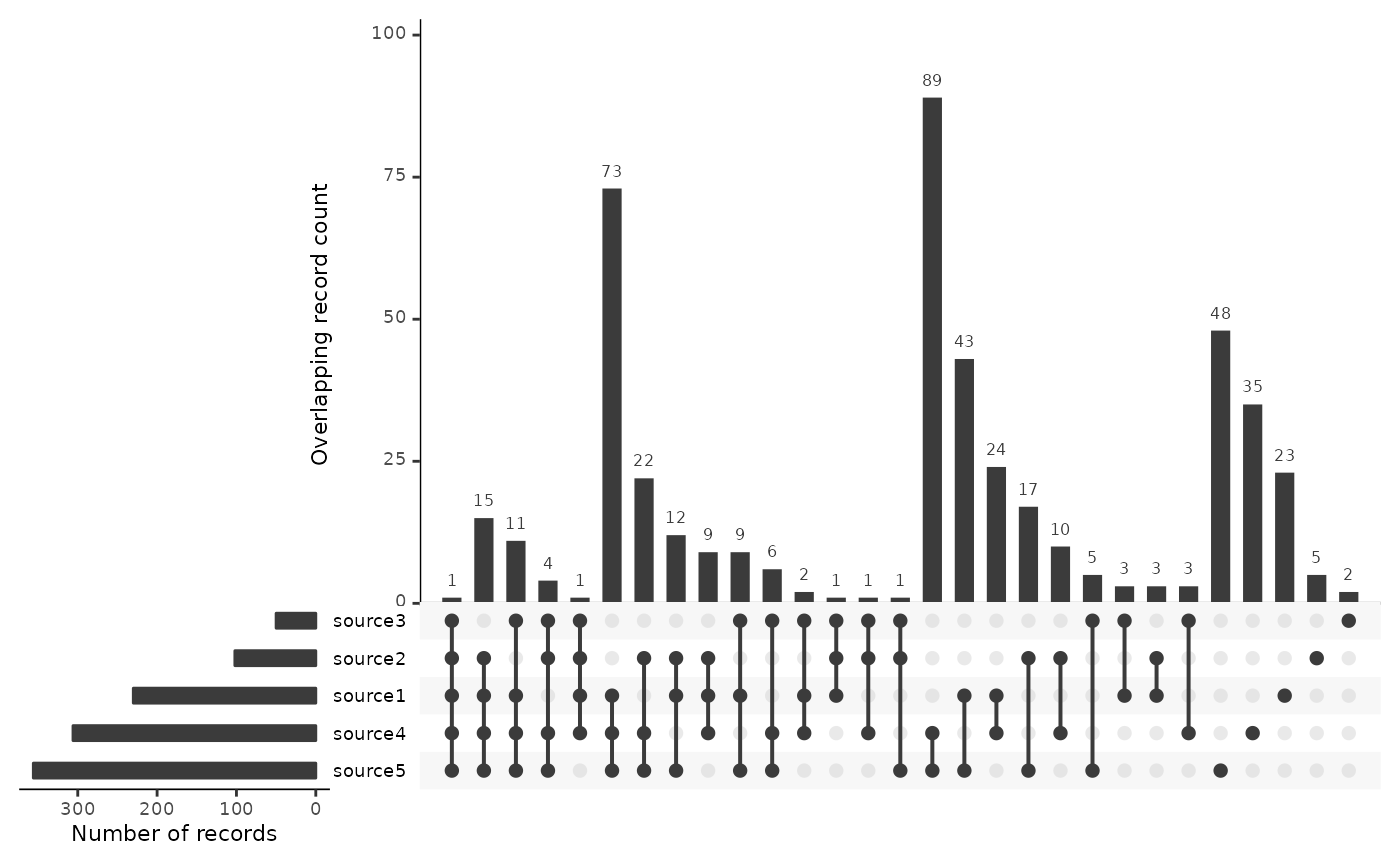 100
75
50
25
0
Overlapping record count
1 15 11 4 1 73 22 12 9 9 6 2 1 1 1 89 43 24 17 10 5 3 3 3 48 35 23 5 2
source3
source2
source1
source4
source5
300 200 100 0
Number of records